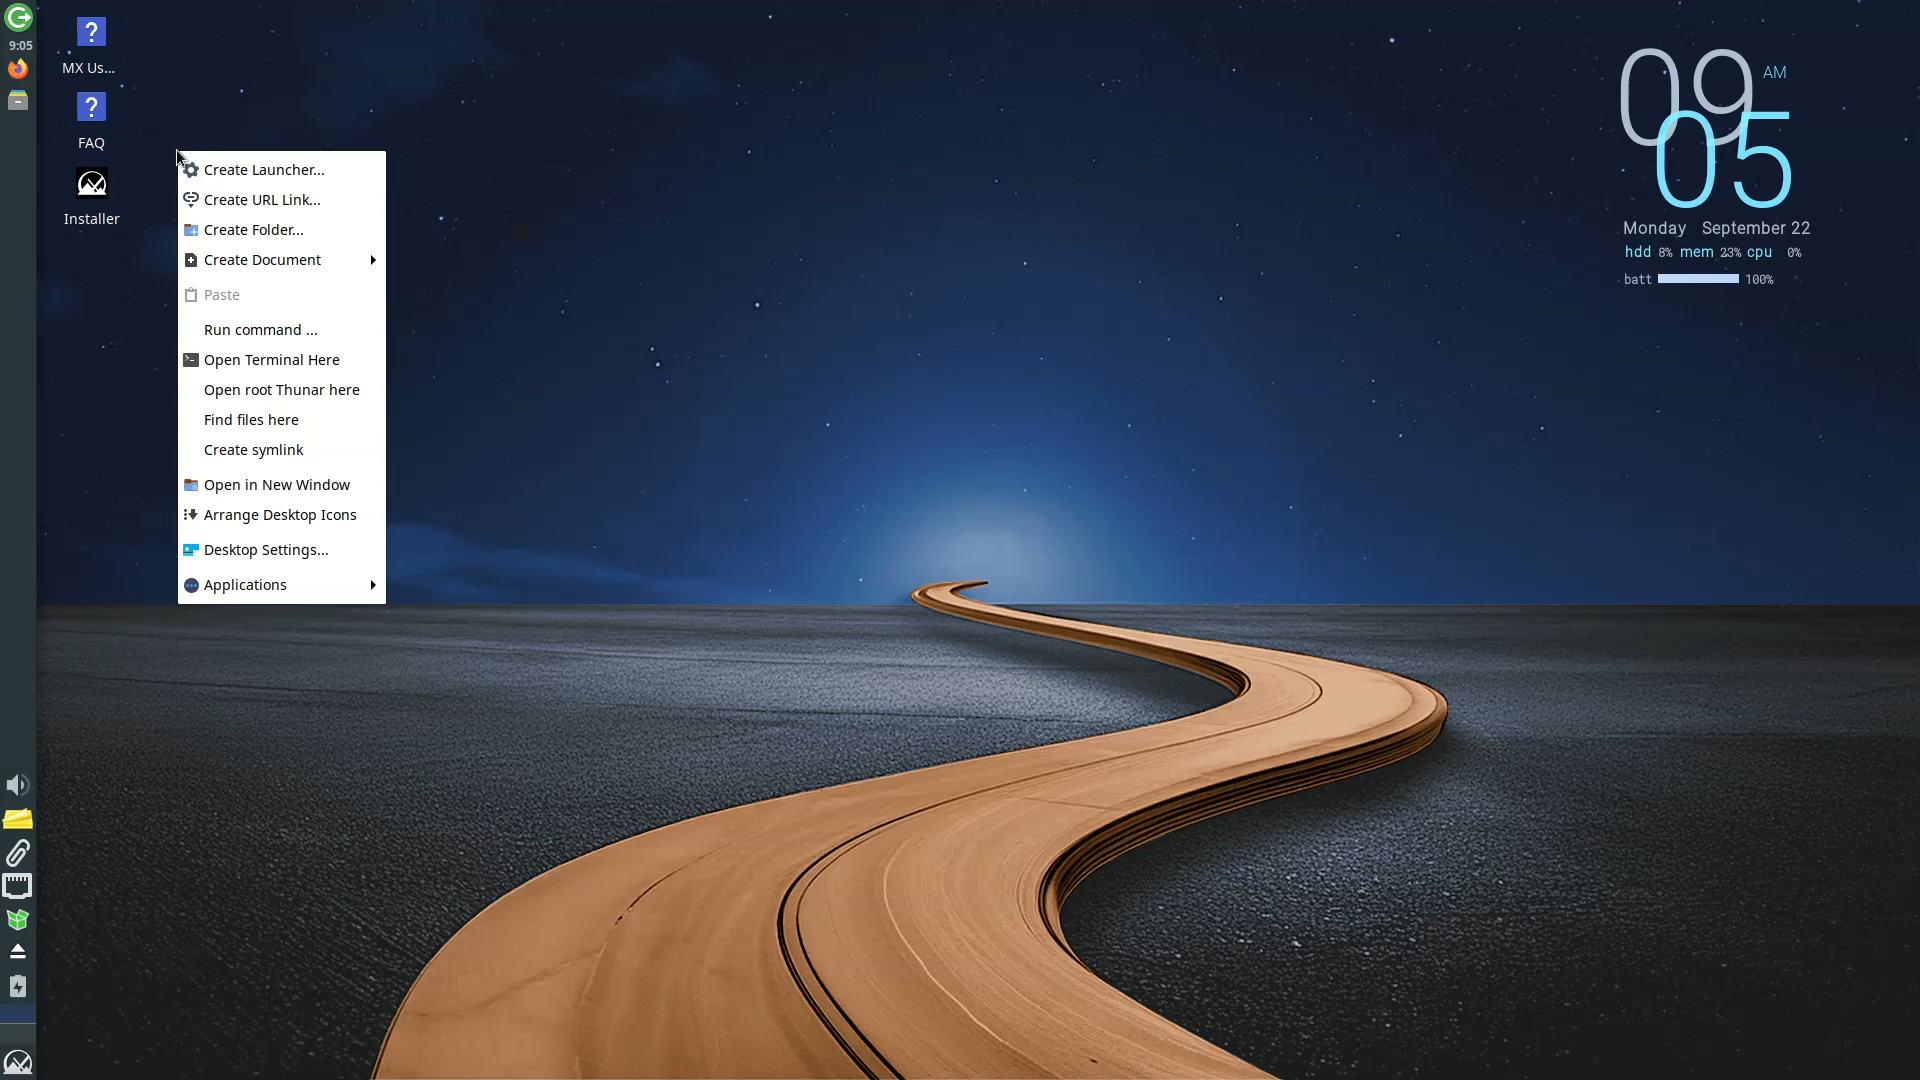 9:05
?
MX Us...
?
FAQ
Installer
Create Launcher...
Create URL Link...
Create Folder...
Create Document
Paste
Run command ...
Open Terminal Here
Open root Thunar here
Find files here
Create symlink
Open in New Window
Arrange Desktop Icons
Desktop Settings...
Applications
09 AM
05
Monday September 22
hdd 8% mem 23% cpu 0%
batt 100%